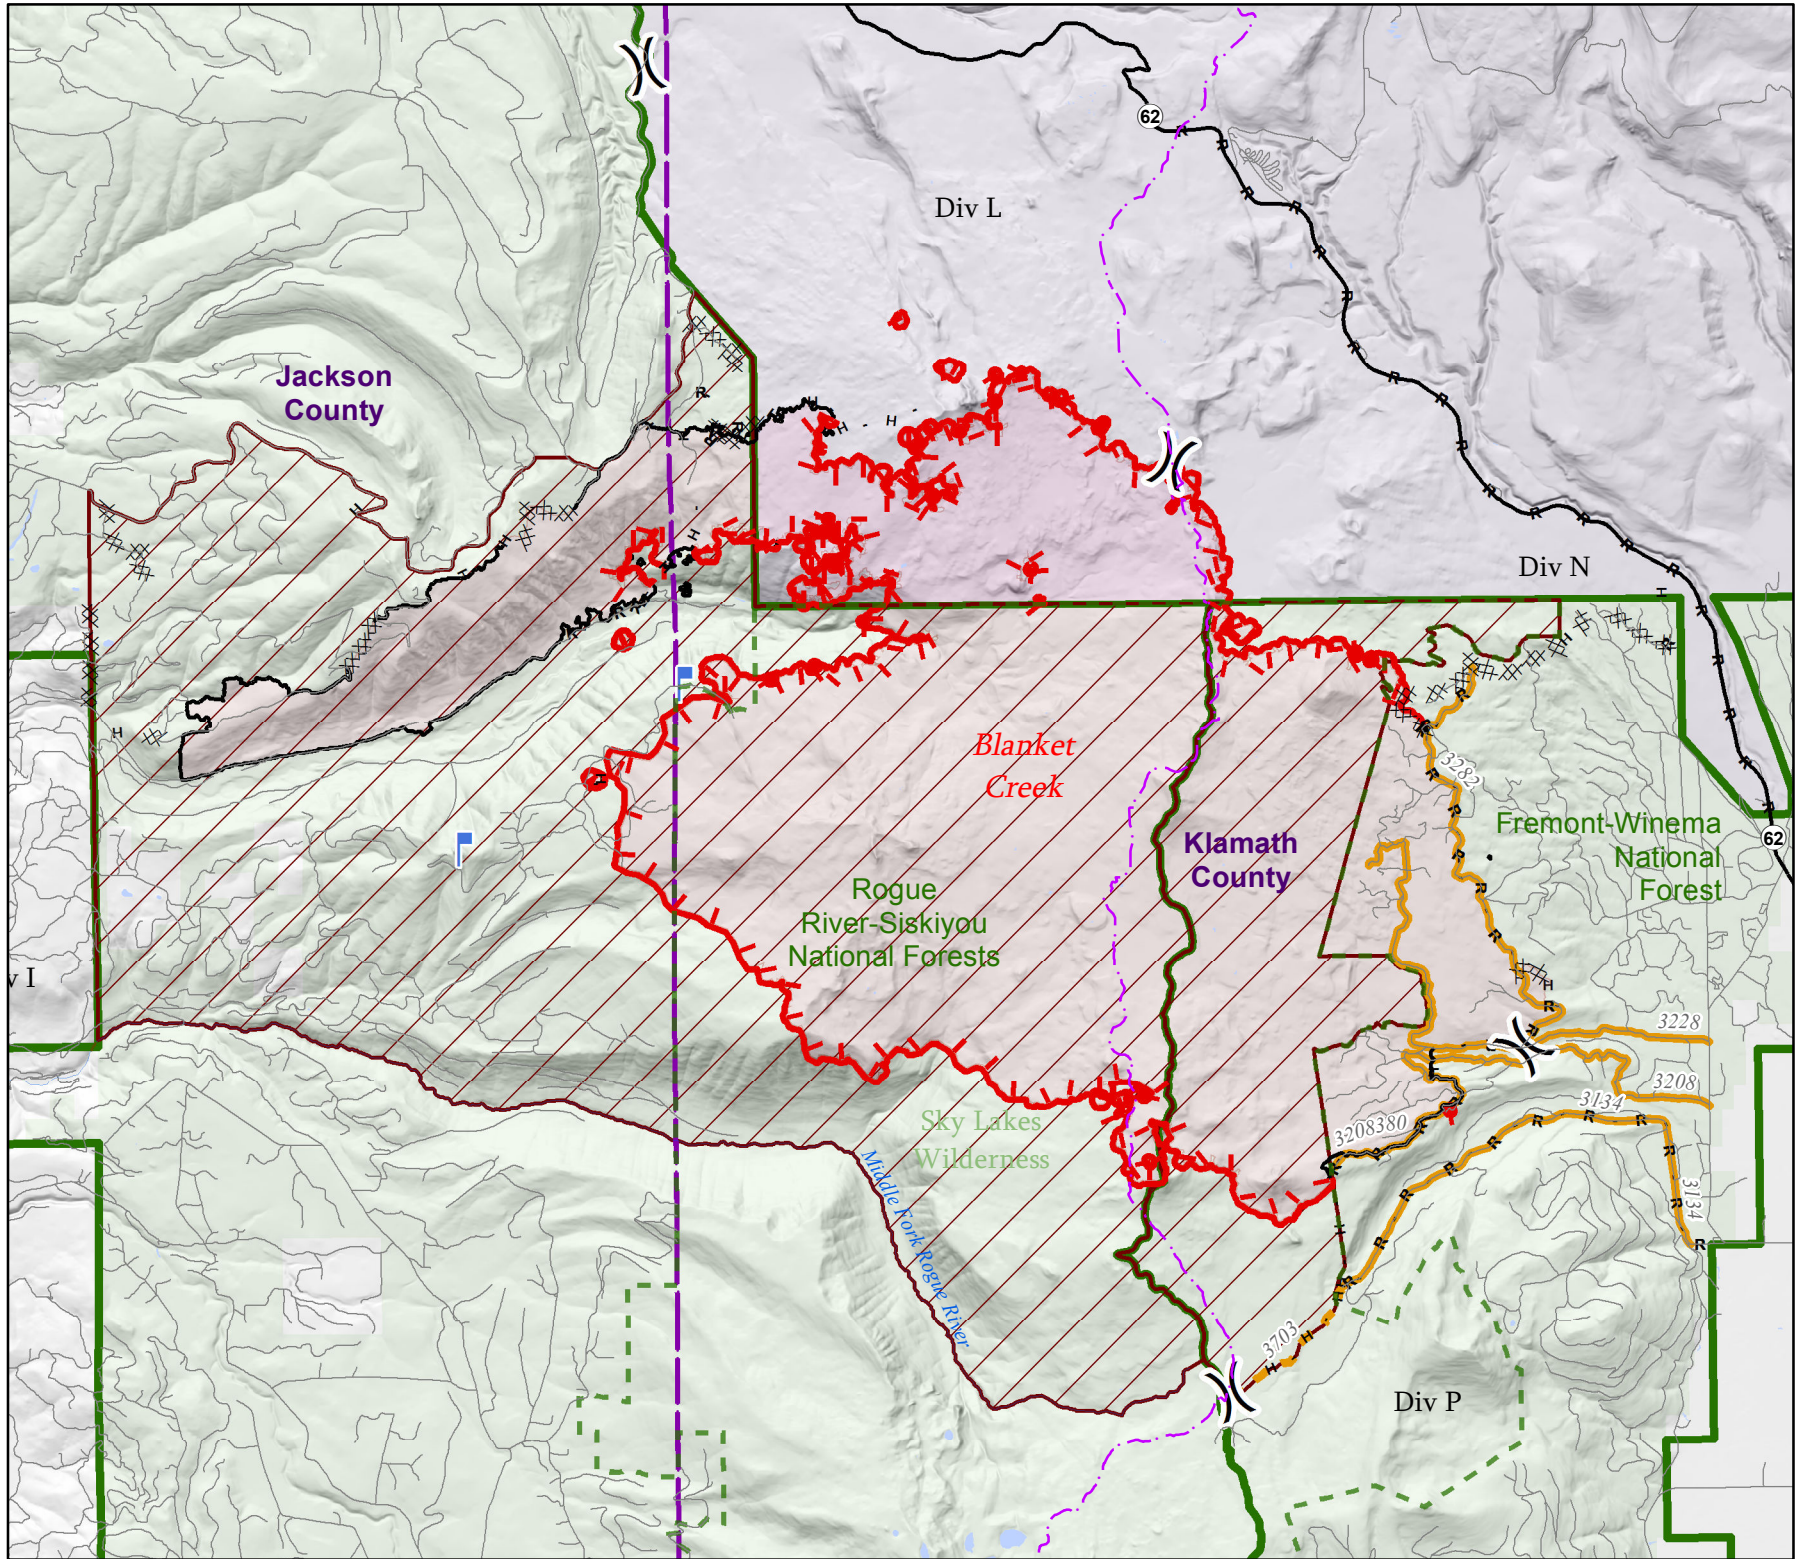 62
Div L
Jackson
County
Div N
Blanket
Creek
3282
Fremont-Winema
National
Forest
62
Klamath
County
Rogue
River-Siskiyou
National Forests
v I
3228
3208
3134
Sky Lakes
Wilderness
3208380
Middle Fork Rogue River
3134
3703
Div P